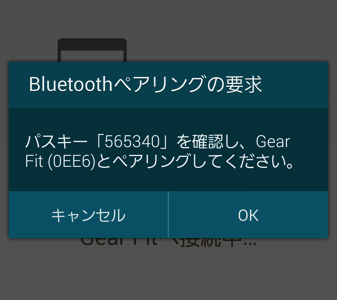 Bluetoothペアリングの要求
パスキー「565340」を確認し、Gear
Fit (0EE6)とペアリングしてください。
キャンセル
OK
Gear Fitへ接続中...